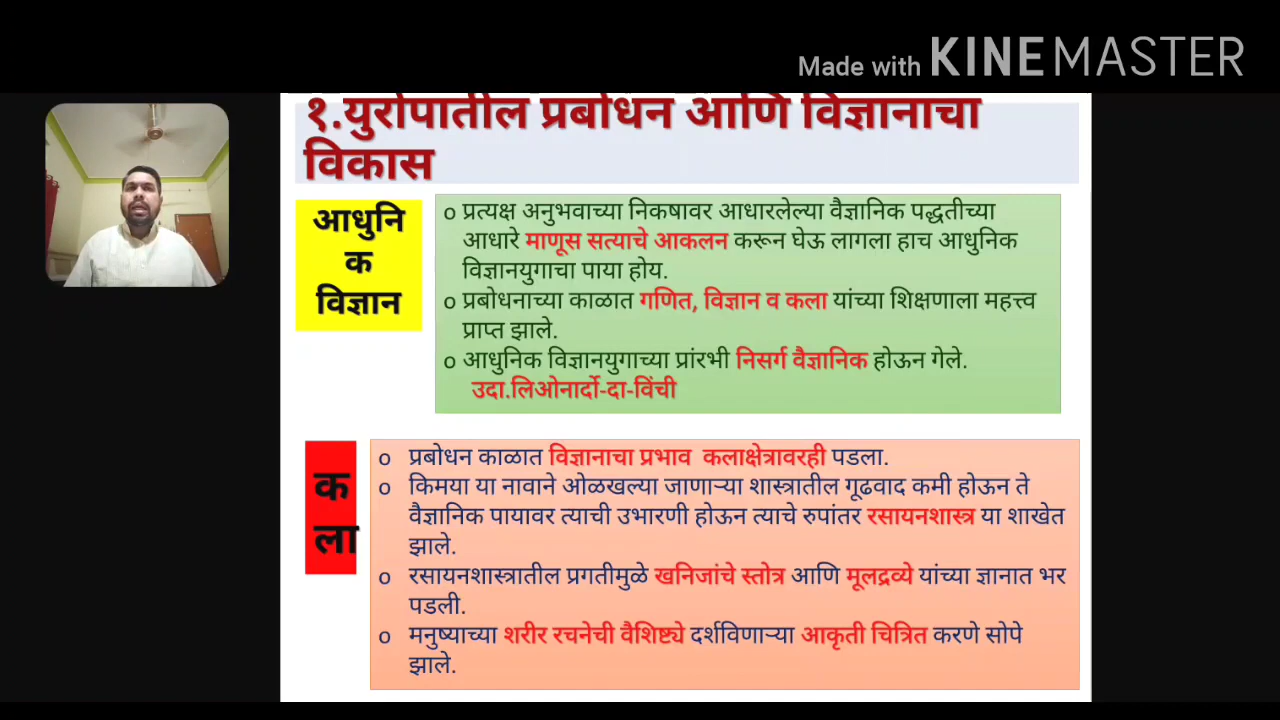 Made with KINEMASTER
१.युरोपातील प्रबोधन आणि विज्ञानाचा
विकास
आधुनि
क
विज्ञान
o प्रत्यक्ष अनुभवाच्या निकषावर आधारलेल्या वैज्ञानिक पद्धतीच्या
आधारे माणूस सत्याचे आकलन करून घेऊ लागला हाच आधुनिक
विज्ञानयुगाचा पाया होय.
o प्रबोधनाच्या काळात गणित, विज्ञान व कला यांच्या शिक्षणाला महत्त्व
प्राप्त झाले.
o आधुनिक विज्ञानयुगाच्या प्रांरभी निसर्ग वैज्ञानिक होऊन गेले.
उदा.लिओनार्दो-दा-विंची
क
ला
o प्रबोधन काळात विज्ञानाचा प्रभाव कलाक्षेत्रावरही पडला.
o किमया या नावाने ओळखल्या जाणाऱ्या शास्त्रातील गूढवाद कमी होऊन ते
वैज्ञानिक पायावर त्याची उभारणी होऊन त्याचे रुपांतर रसायनशास्त्र या शाखेत
झाले.
o रसायनशास्त्रातील प्रगतीमुळे खनिजांचे स्तोत्र आणि मूलद्रव्ये यांच्या ज्ञानात भर
पडली.
o मनुष्याच्या शरीर रचनेची वैशिष्ट्ये दर्शविणाऱ्या आकृती चित्रित करणे सोपे
झाले.